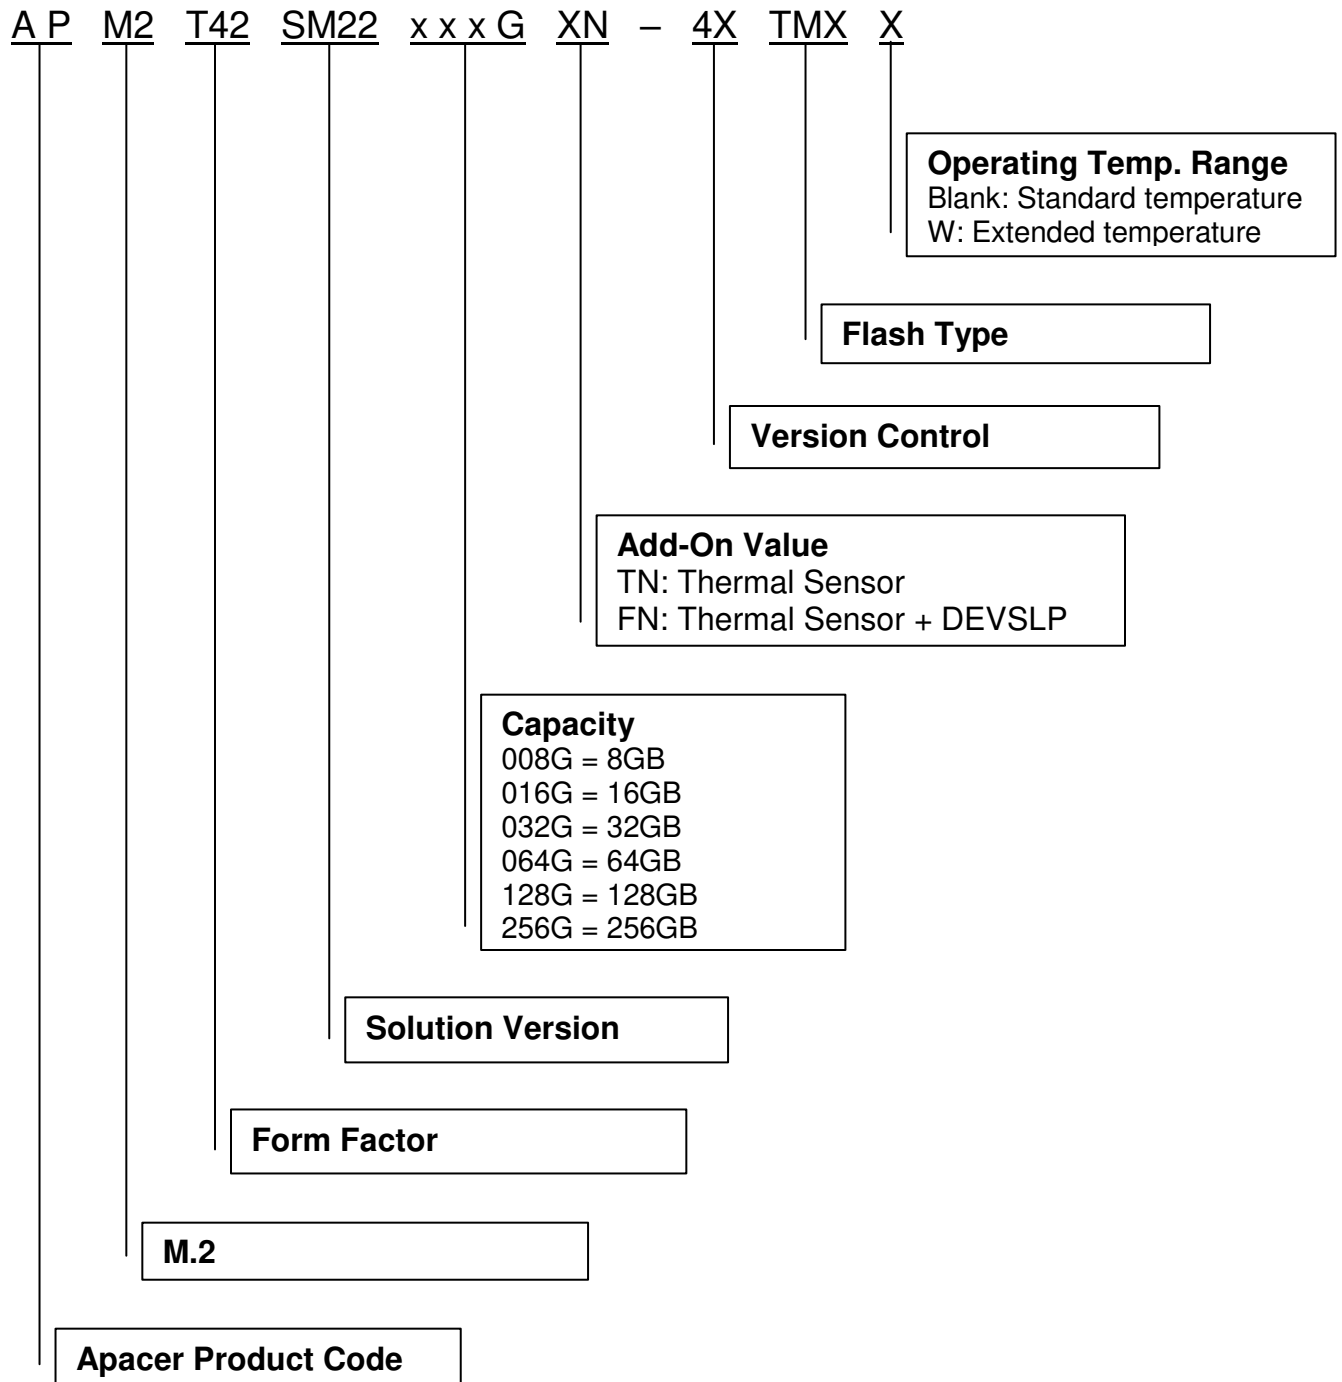 A P M2 T42 SM22 x x x G XN – 4X TMX X
Operating Temp. Range
Blank: Standard temperature
W: Extended temperature
Flash Type
Version Control
Add-On Value
TN: Thermal Sensor
FN: Thermal Sensor + DEVSLP
Capacity
008G = 8GB
016G = 16GB
032G = 32GB
064G = 64GB
128G = 128GB
256G = 256GB
Solution Version
Form Factor
M.2
Apacer Product Code